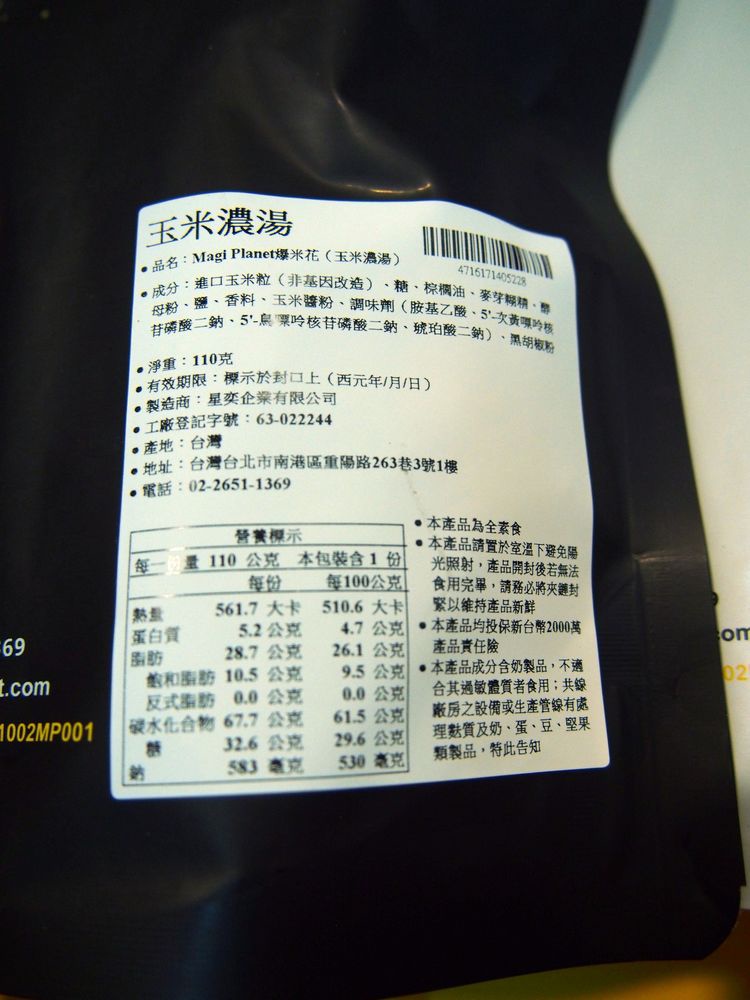 玉米濃湯
4716171405228
• 品名：Magi Planet爆米花（玉米濃湯）
• 成分：進口玉米粒（非基因改造）、糖、棕櫚油、麥芽糊精、酵
母粉、鹽、香料、玉米醬粉、調味劑（胺基乙酸、5'-次黃嘌呤核
苷磷酸二鈉、5'-鳥嘌呤核苷磷酸二鈉、琥珀酸二鈉）、黑胡椒粉
• 淨重：110克
• 有效期限：標示於封口上（西元年/月/日）
• 製造商：星奕企業有限公司
• 工廠登記字號：63-022244
• 產地：台灣
• 地址：台灣台北市南港區重陽路263巷3號1樓
• 電話：02-2651-1369
營養標示
每一份量 110 公克 本包裝含 1 份
每份 每100公克
熱量 561.7 大卡 510.6 大卡
蛋白質 5.2 公克 4.7 公克
脂肪 28.7 公克 26.1 公克
飽和脂肪 10.5 公克 9.5 公克
反式脂肪 0.0 公克 0.0 公克
碳水化合物 67.7 公克 61.5 公克
糖 32.6 公克 29.6 公克
鈉 583 毫克 530 毫克
• 本產品為全素食
• 本產品請置於室溫下避免陽
光照射，產品開封後若無法
食用完畢，請務必將夾鏈封
緊以維持產品新鮮
• 本產品均投保新台幣2000萬
產品責任險
• 本產品成分含奶製品，不適
合其過敏體質者食用；共線
廠房之設備或生產管線有處
理麩質及奶、蛋、豆、堅果
類製品，特此告知
369
t.com
1002MP001
com
02